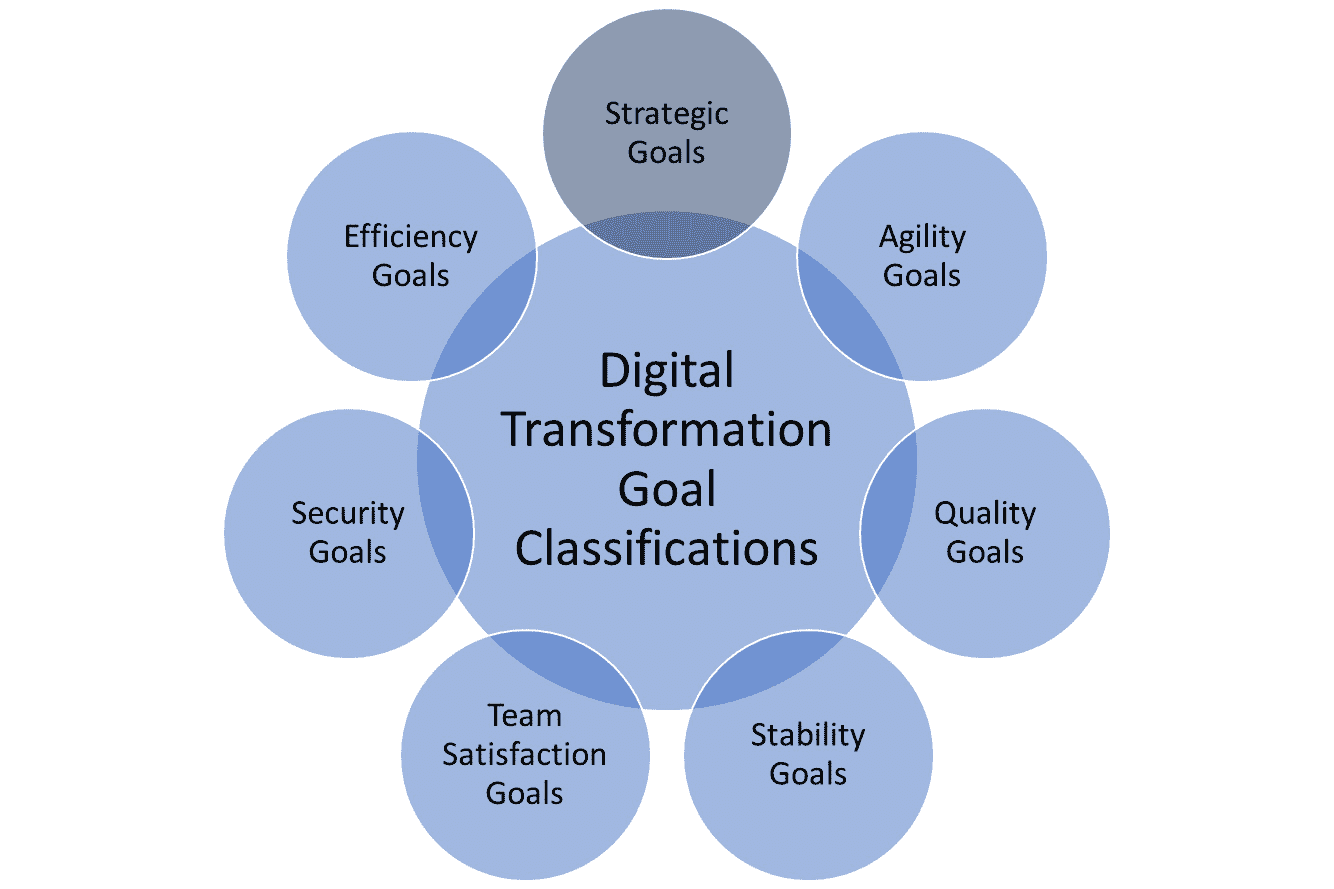 Strategic
Goals
Efficiency
Goals
Agility
Goals
Digital
Transformation
Goal
Classifications
Security
Goals
Quality
Goals
Team
Satisfaction
Goals
Stability
Goals